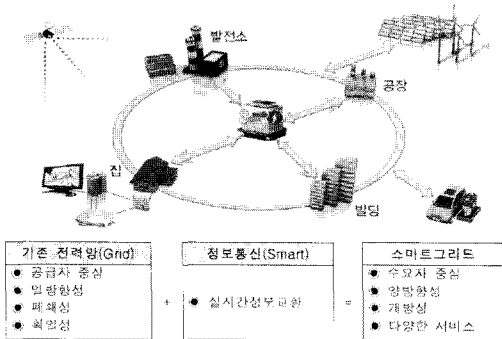 발전소
공장
집
빌딩
기존 전력망(Grid)
공급자 중심
일방향성
폐쇄성
획일성
+
정보통신(Smart)
실시간정보교환
=
스마트그리드
수요자 중심
양방향성
개방성
다양한 서비스